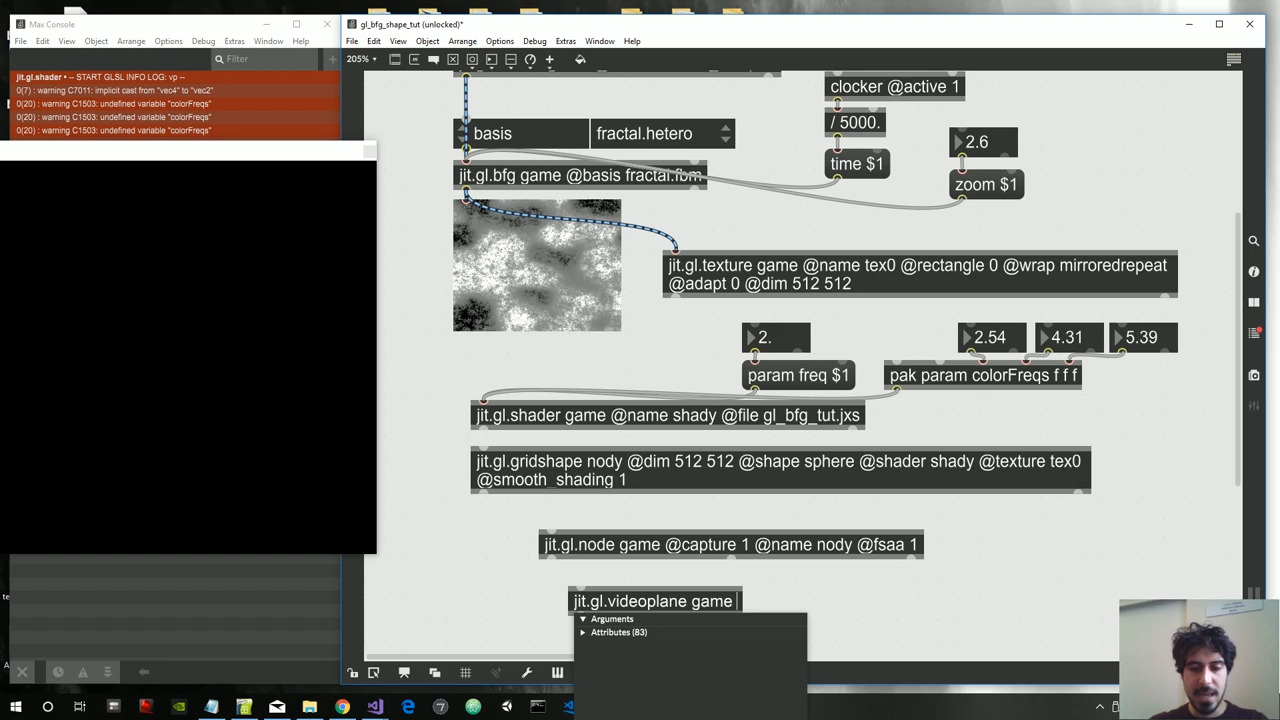 Max Console
File Edit View Object Arrange Options Debug Extras Window Help
Filter
jit.gl.shader • -- START GLSL INFO LOG: vp --
0(7) : warning C7011: implicit cast from "vec4" to "vec2"
0(20) : warning C1503: undefined variable "colorFreqs"
0(20) : warning C1503: undefined variable "colorFreqs"
0(20) : warning C1503: undefined variable "colorFreqs"
gl_bfg_shape_tut (unlocked)*
File Edit View Object Arrange Options Debug Extras Window Help
205%
clocker @active 1
/ 5000.
time $1
2.6
zoom $1
basis
fractal.hetero
jit.gl.bfg game @basis fractal.fbm
jit.gl.texture game @name tex0 @rectangle 0 @wrap mirroredrepeat
@adapt 0 @dim 512 512
2.
2.54
4.31
5.39
param freq $1
pak param colorFreqs f f f
jit.gl.shader game @name shady @file gl_bfg_tut.jxs
jit.gl.gridshape nody @dim 512 512 @shape sphere @shader shady @texture tex0
@smooth_shading 1
jit.gl.node game @capture 1 @name nody @fsaa 1
jit.gl.videoplane game
Arguments
Attributes (83)